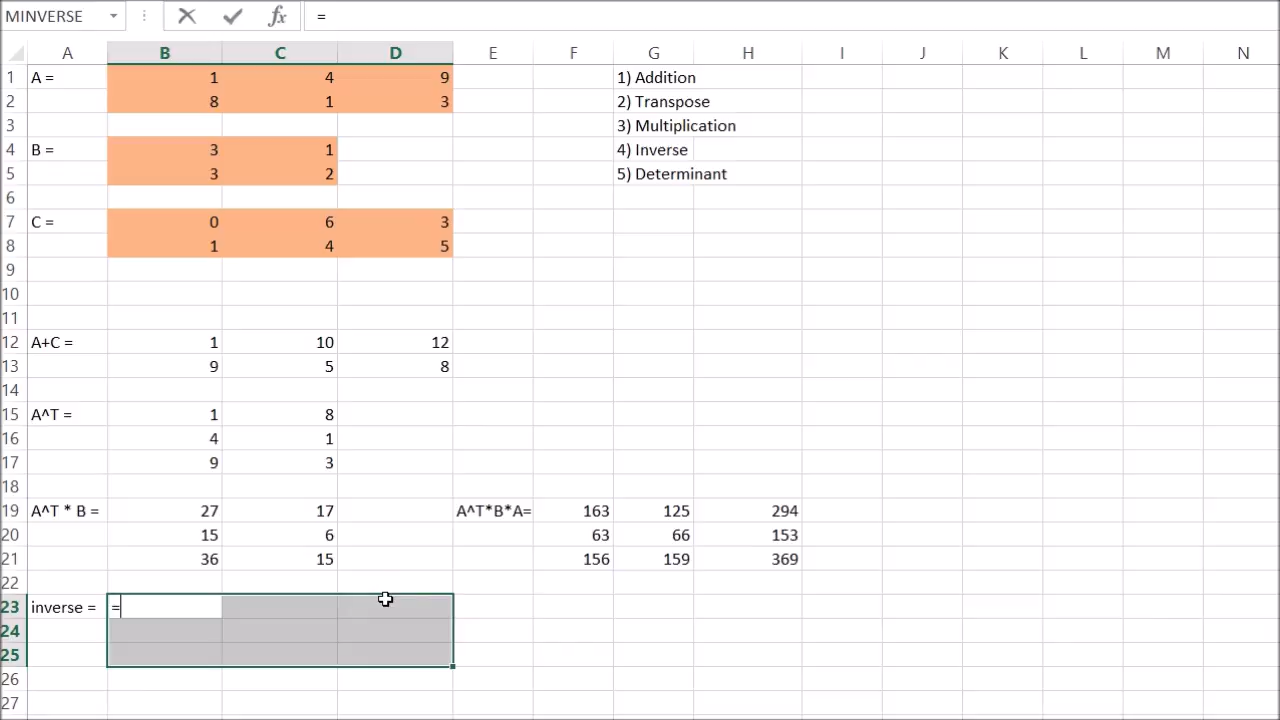 MINVERSE fx =
A B C D E F G H I J K L M N
1 A = 1 4 9 1) Addition
2 8 1 3 2) Transpose
3 3) Multiplication
4 B = 3 1 4) Inverse
5 3 2 5) Determinant
6
7 C = 0 6 3
8 1 4 5
9
10
11
12 A+C = 1 10 12
13 9 5 8
14
15 A^T = 1 8
16 4 1
17 9 3
18
19 A^T * B = 27 17 A^T*B*A= 163 125 294
20 15 6 63 66 153
21 36 15 156 159 369
22
23 inverse = =
24
25
26
27